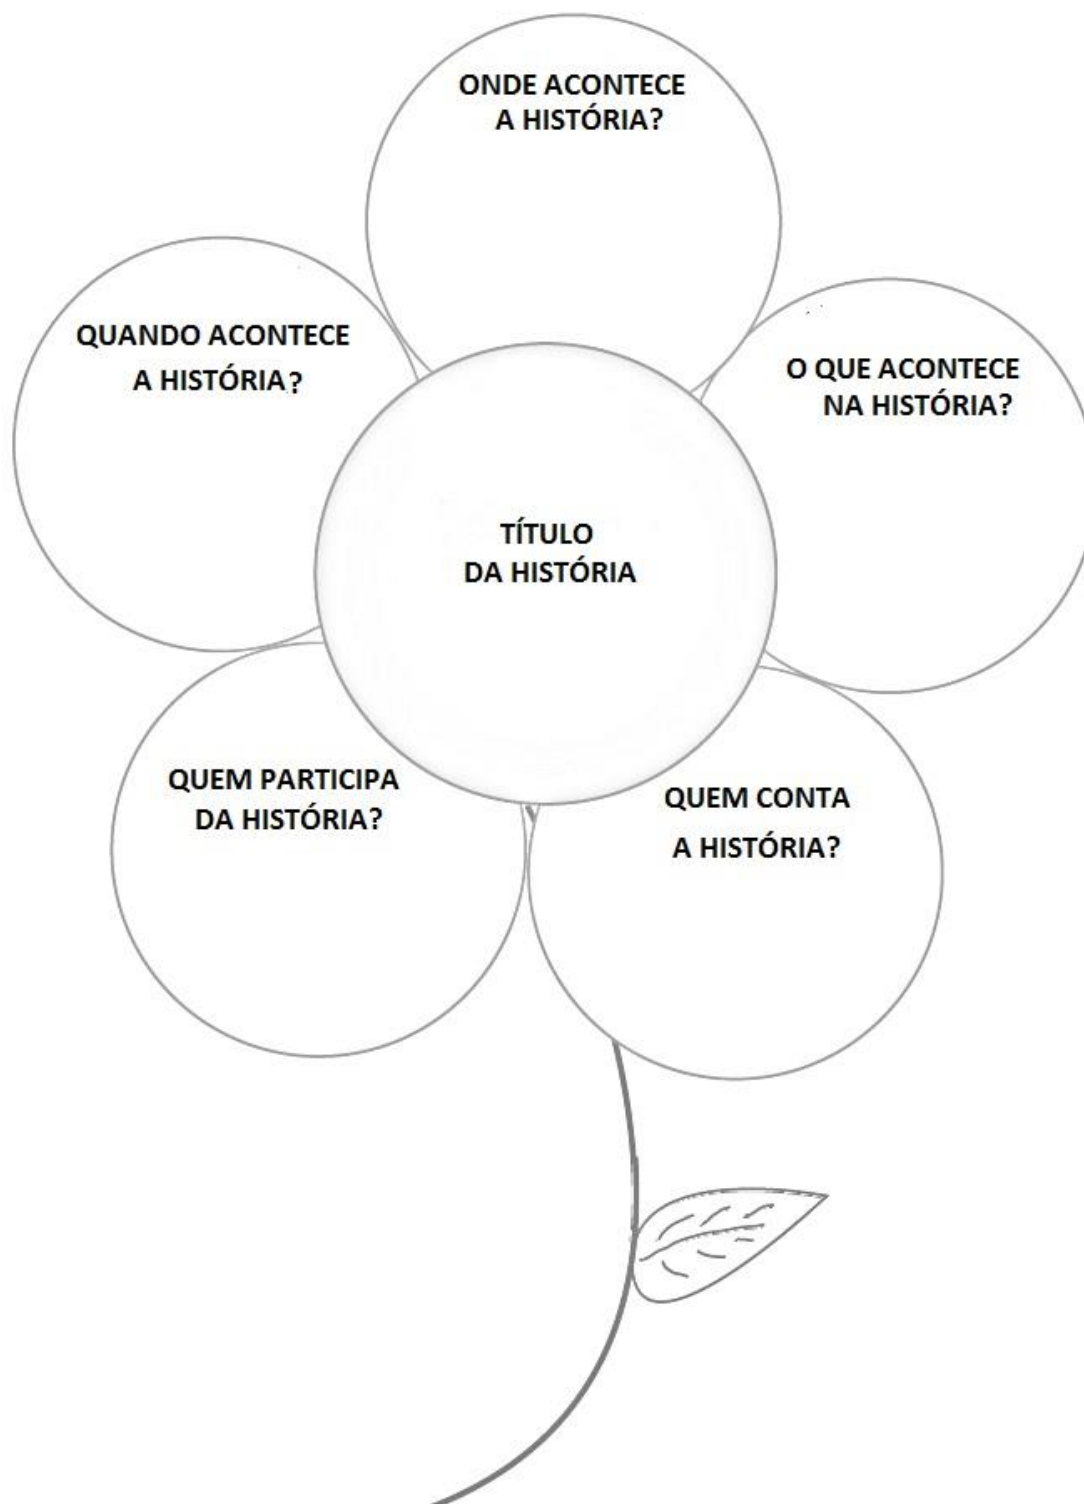 ONDE ACONTECE
A HISTÓRIA?
QUANDO ACONTECE
A HISTÓRIA?
O QUE ACONTECE
NA HISTÓRIA?
TÍTULO
DA HISTÓRIA
QUEM PARTICIPA
DA HISTÓRIA?
QUEM CONTA
A HISTÓRIA?